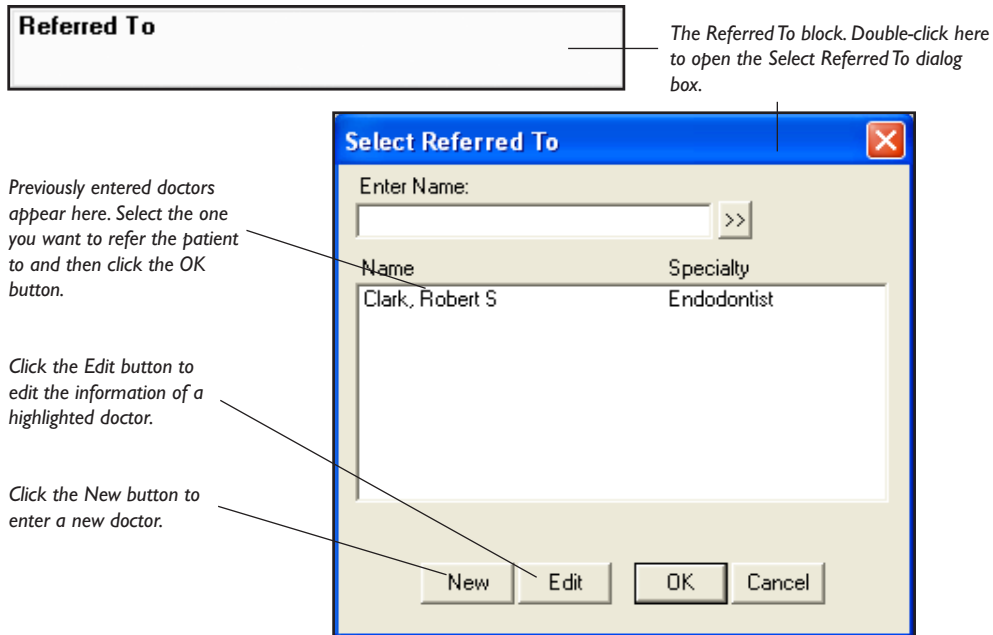 Referred To
The Referred To block. Double-click here
to open the Select Referred To dialog
box.
Select Referred To
Enter Name:
>>
Previously entered doctors
appear here. Select the one
you want to refer the patient
to and then click the OK
button.
Name Specialty
Clark, Robert S Endodontist
Click the Edit button to
edit the information of a
highlighted doctor.
Click the New button to
enter a new doctor.
New Edit OK Cancel